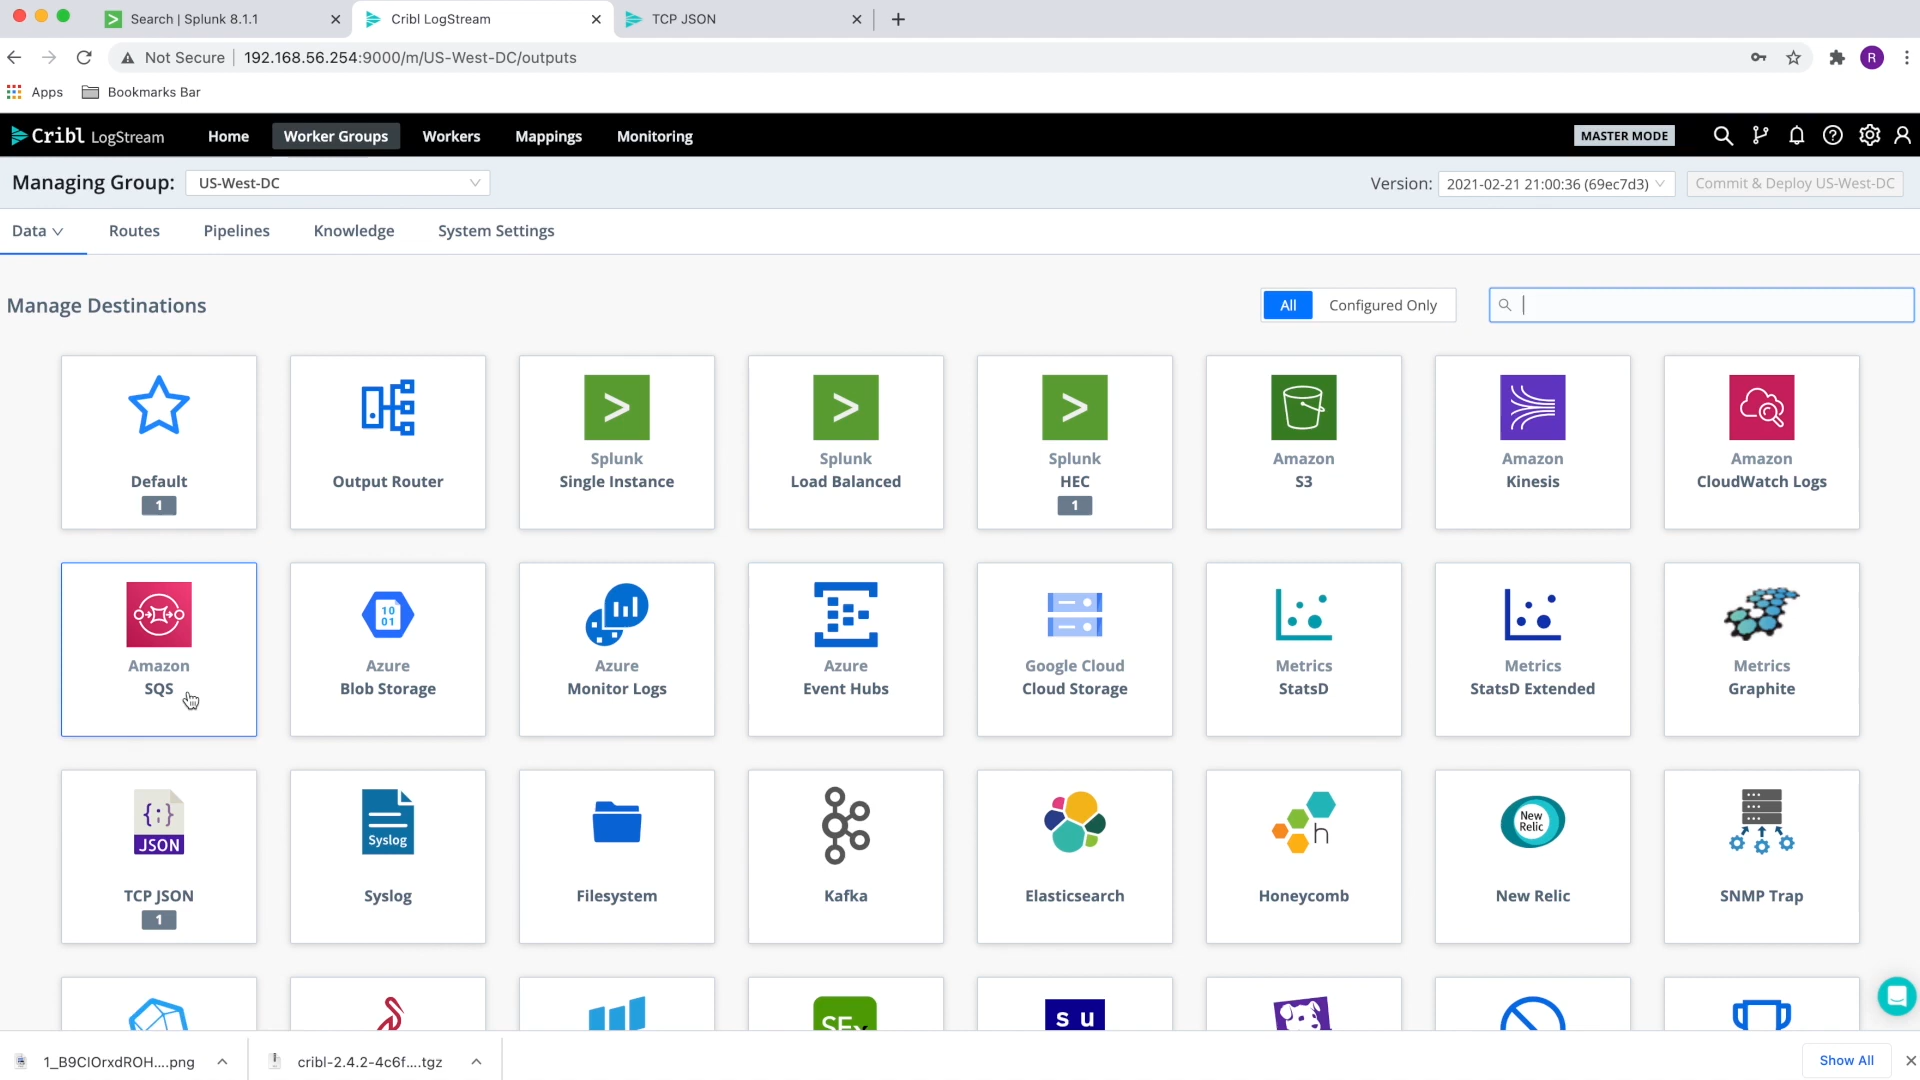 Search | Splunk 8.1.1
Cribl LogStream
TCP JSON
Not Secure
192.168.56.254:9000/m/US-West-DC/outputs
R
Apps
Bookmarks Bar
Cribl LogStream
Home
Worker Groups
Workers
Mappings
Monitoring
MASTER MODE
Managing Group:
US-West-DC
Version:
2021-02-21 21:00:36 (69ec7d3)
Commit & Deploy US-West-DC
Data
Routes
Pipelines
Knowledge
System Settings
Manage Destinations
All
Configured Only
Default
1
Output Router
Splunk
Single Instance
Splunk
Load Balanced
Splunk
HEC
1
Amazon
S3
Amazon
Kinesis
Amazon
CloudWatch Logs
Amazon
SQS
10
01
Azure
Blob Storage
Azure
Monitor Logs
Azure
Event Hubs
Google Cloud
Cloud Storage
Metrics
StatsD
Metrics
StatsD Extended
Metrics
Graphite
{;}
JSON
TCP JSON
1
Syslog
Syslog
Filesystem
Kafka
Elasticsearch
h
Honeycomb
New
Relic
New Relic
SNMP Trap
SFx
s u
1_B9ClOrxdROH....png
cribl-2.4.2-4c6f....tgz
Show All